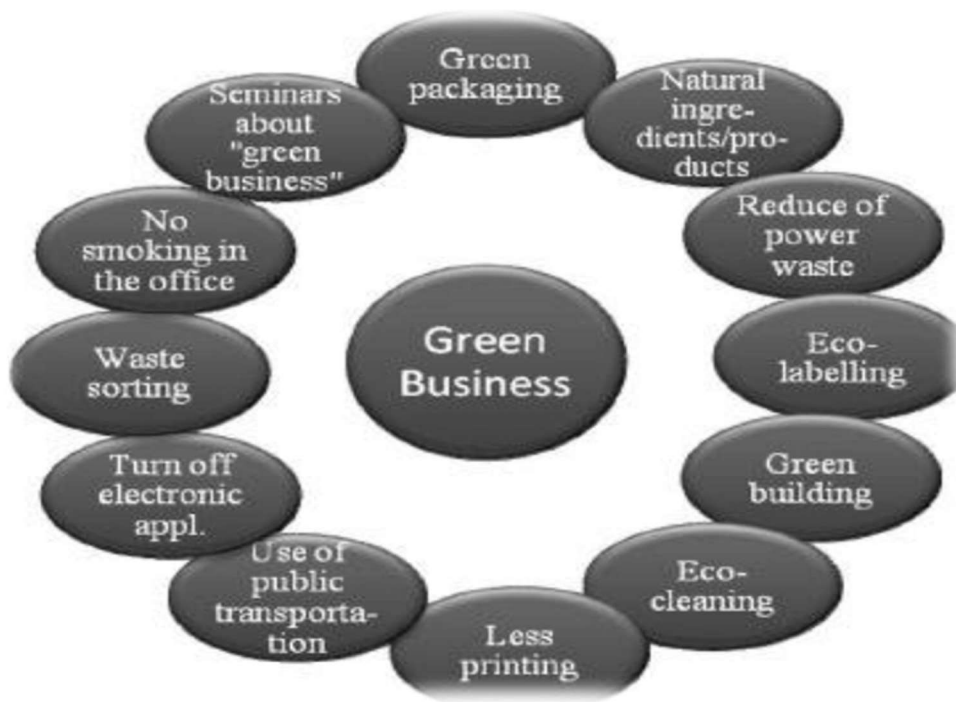 Green
packaging
Natural
ingre-
dients/pro-
ducts
Reduce of
power
waste
Eco-
labelling
Green
building
Eco-
cleaning
Less
printing
Use of
public
transporta-
tion
Turn off
electronic
appl.
Waste
sorting
No
smoking in
the office
Seminars
about
"green
business"
Green
Business